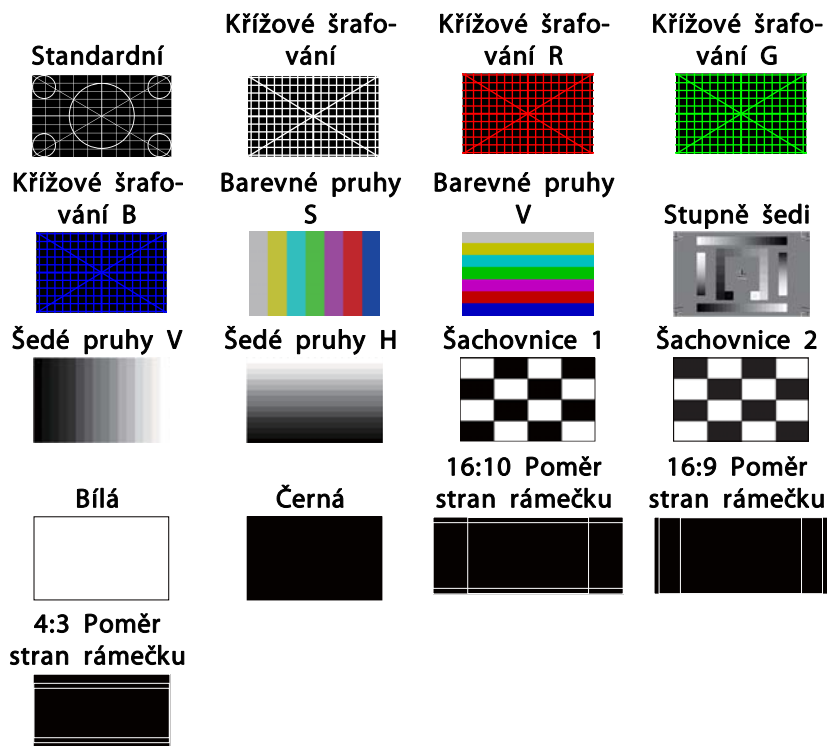 Standardní
Křížové šrafo-
vání
Křížové šrafo-
vání R
Křížové šrafo-
vání G
Křížové šrafo-
vání B
Barevné pruhy
S
Barevné pruhy
V
Stupně šedi
Šedé pruhy V
Šedé pruhy H
Šachovnice 1
Šachovnice 2
Bílá
Černá
16:10 Poměr
stran rámečku
16:9 Poměr
stran rámečku
4:3 Poměr
stran rámečku